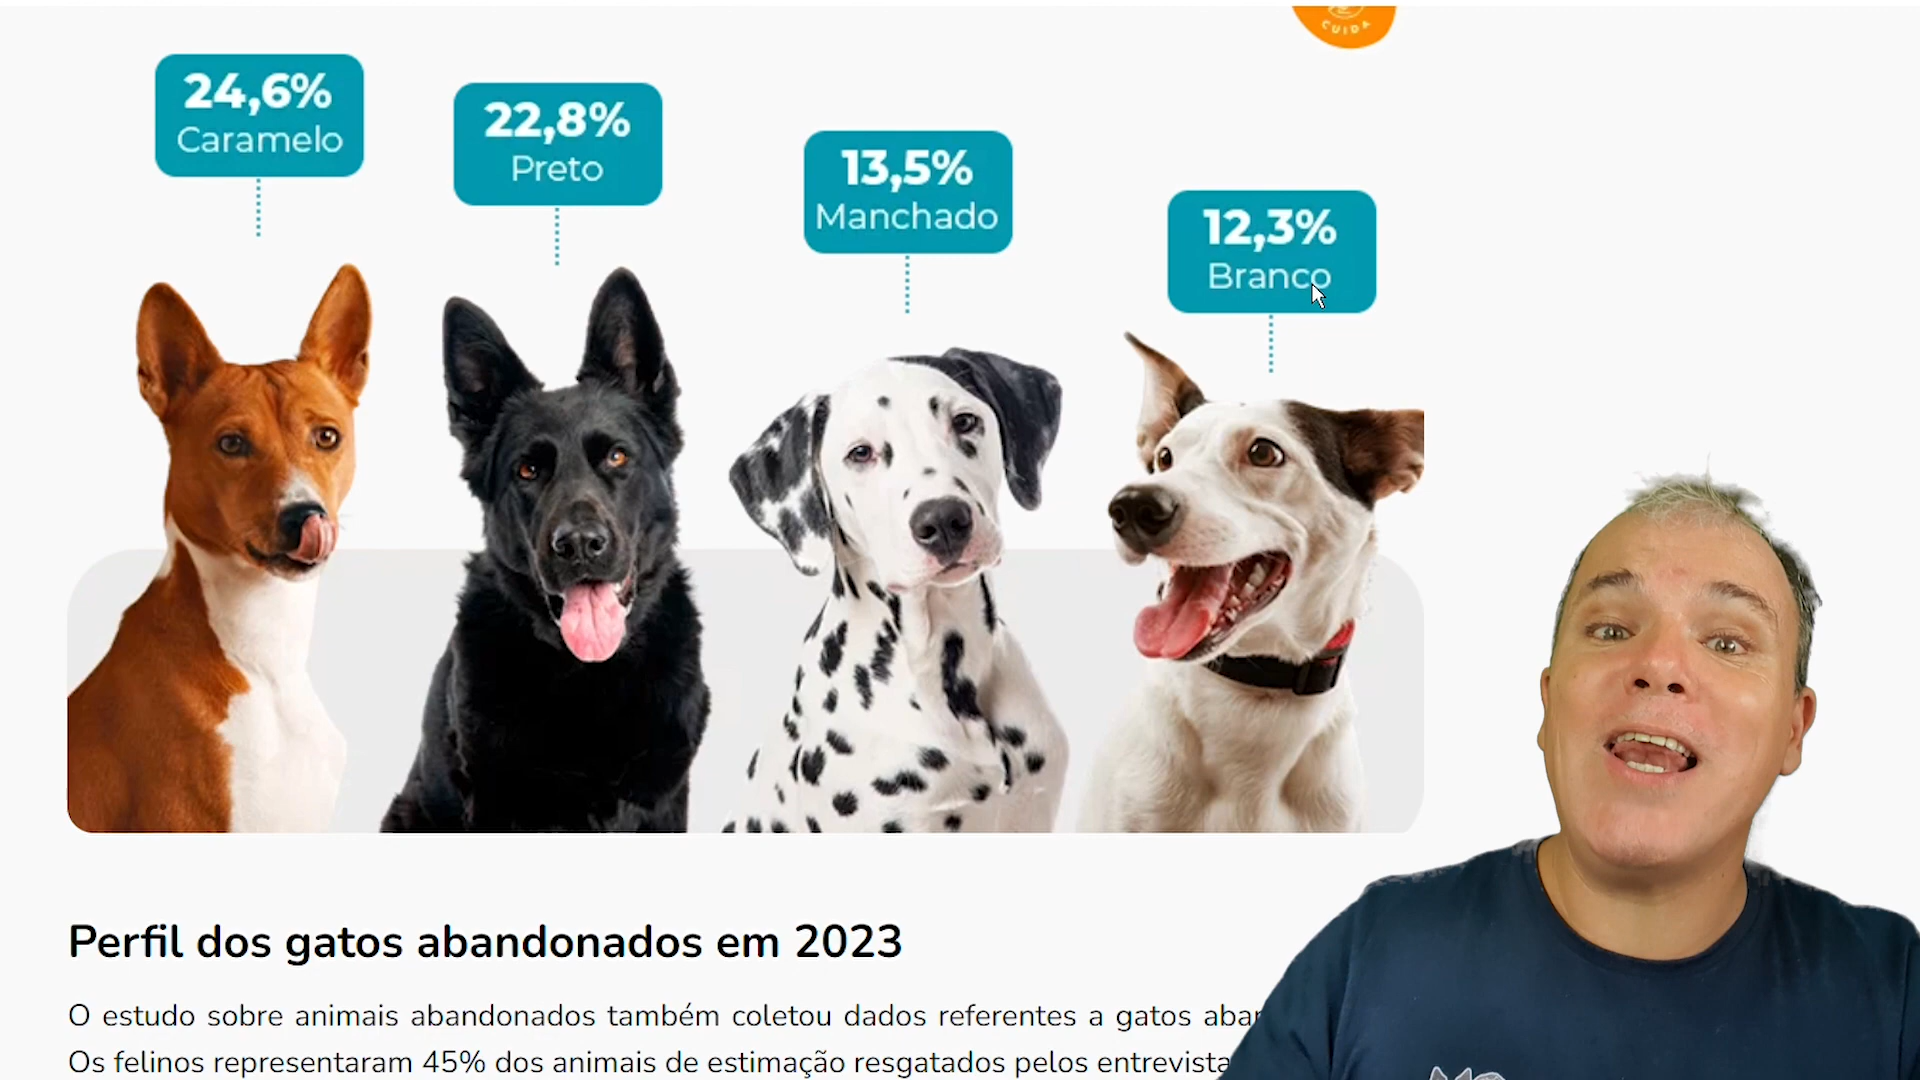 CUIDA
24,6%
Caramelo
22,8%
Preto
13,5%
Manchado
12,3%
Branco
Perfil dos gatos abandonados em 2023
O estudo sobre animais abandonados também coletou dados referentes a gatos
Os felinos representaram 45% dos animais de estimação resgatados pelos